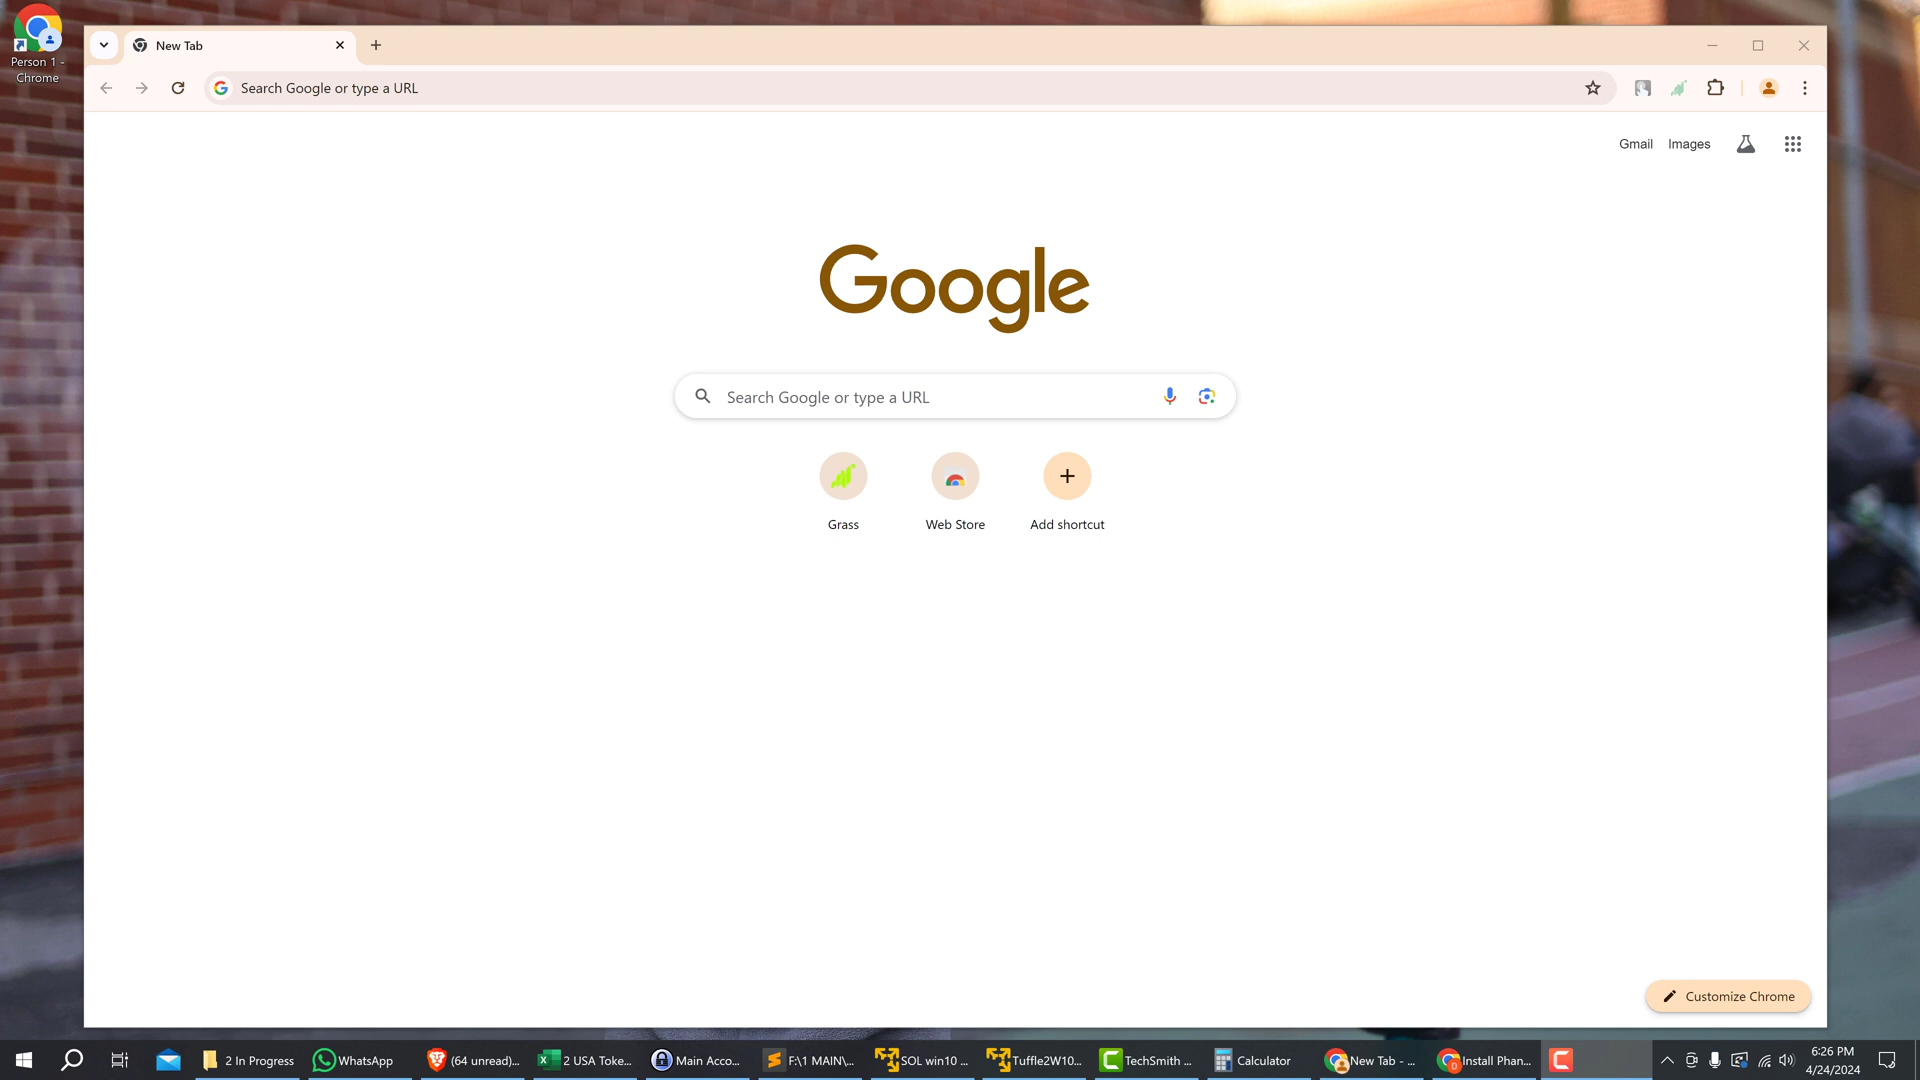 Person 1 -
Chrome
New Tab
Search Google or type a URL
Gmail Images
Google
Search Google or type a URL
Grass Web Store Add shortcut
Customize Chrome
2 In Progress WhatsApp (64 unread)... 2 USA Toke... Main Acco... F:\1 MAIN\... SOL win10 ... Tuffle2W10... TechSmith ... Calculator New Tab - ... Install Phan...
6:26 PM
4/24/2024